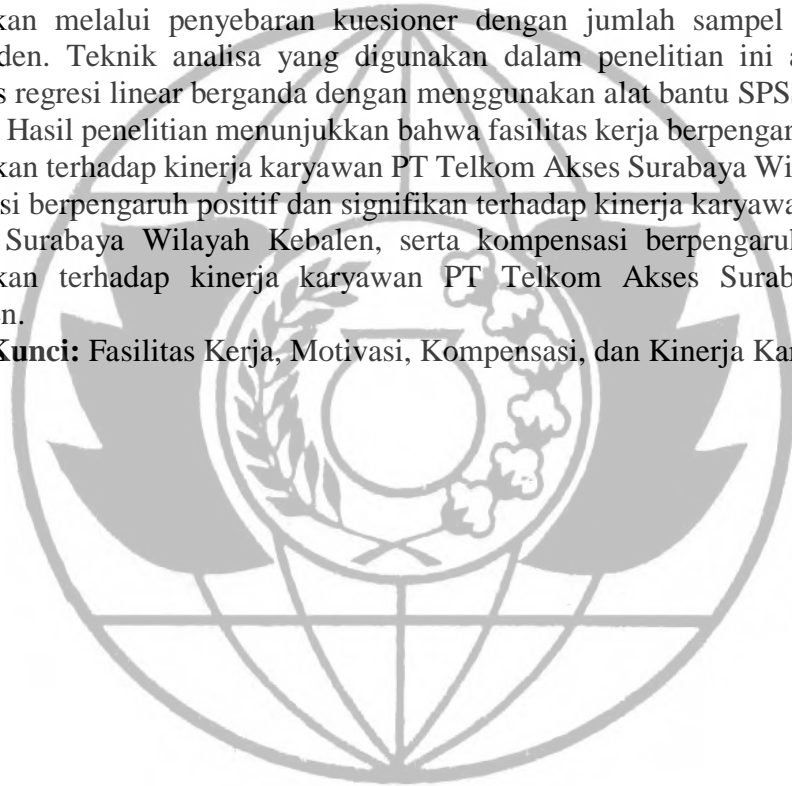 kan melalui penyebaran kuesioner dengan jumlah sampel
den. Teknik analisa yang digunakan dalam penelitian ini a
s regresi linear berganda dengan menggunakan alat bantu SPS
Hasil penelitian menunjukkan bahwa fasilitas kerja berpengar
kan terhadap kinerja karyawan PT Telkom Akses Surabaya Wi
si berpengaruh positif dan signifikan terhadap kinerja karyawa
Surabaya Wilayah Kebalen, serta kompensasi berpengaru
kan terhadap kinerja karyawan PT Telkom Akses Surab
n.
Kunci: Fasilitas Kerja, Motivasi, Kompensasi, dan Kinerja Kar